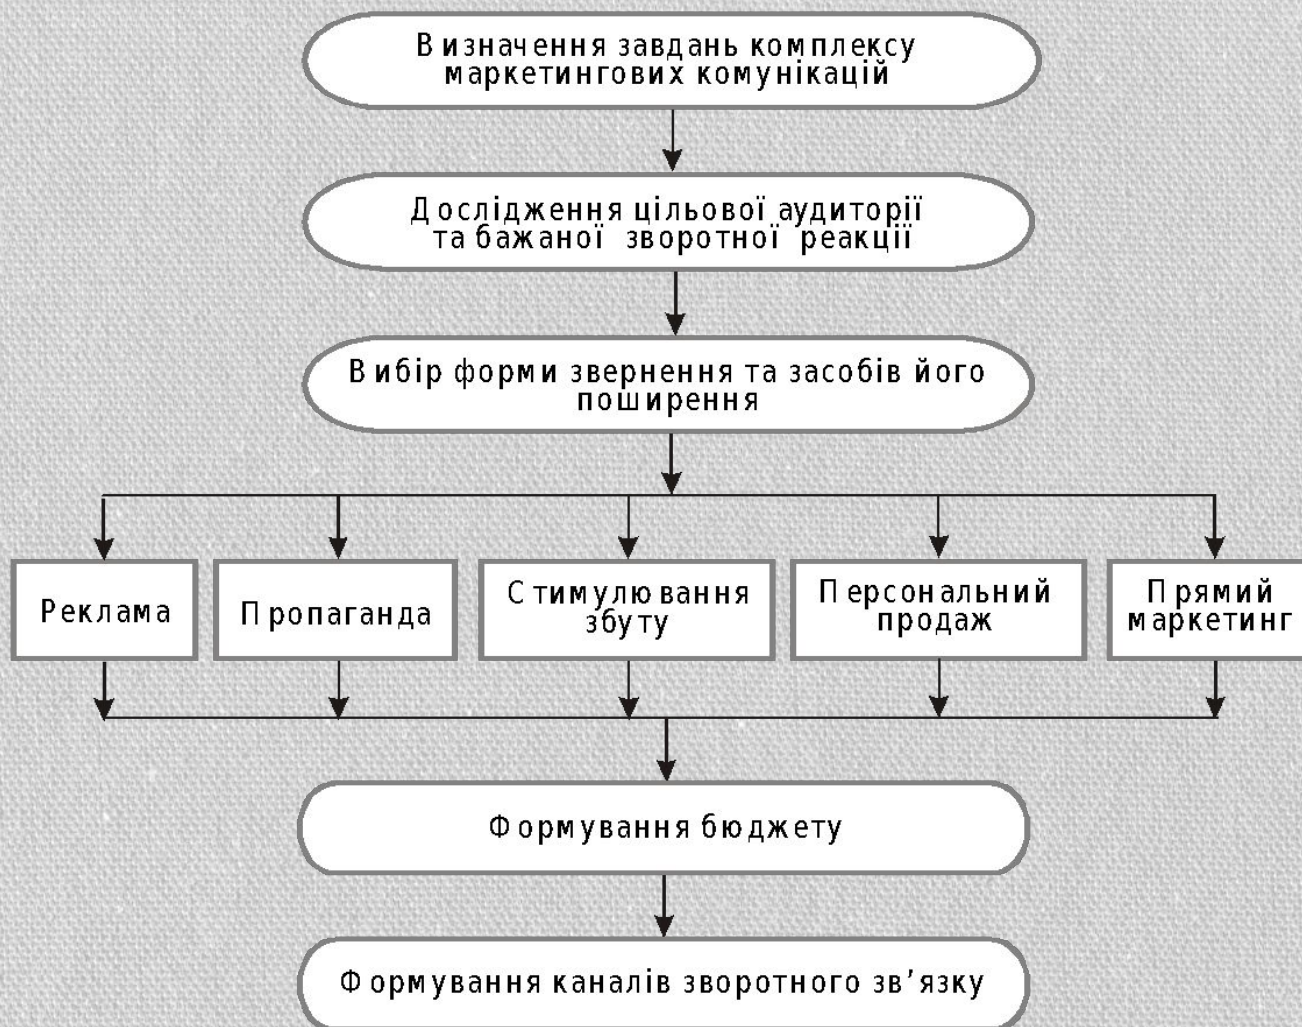 Визначення завдань комплексу
маркетингових комунікацій
Дослідження цільової аудиторії
та бажаної зворотної реакції
Вибір форми звернення та засобів його
поширення
Реклама
Пропаганда
Стимулювання
збуту
Персональний
продаж
Прямий
маркетинг
Формування бюджету
Формування каналів зворотного зв’язку